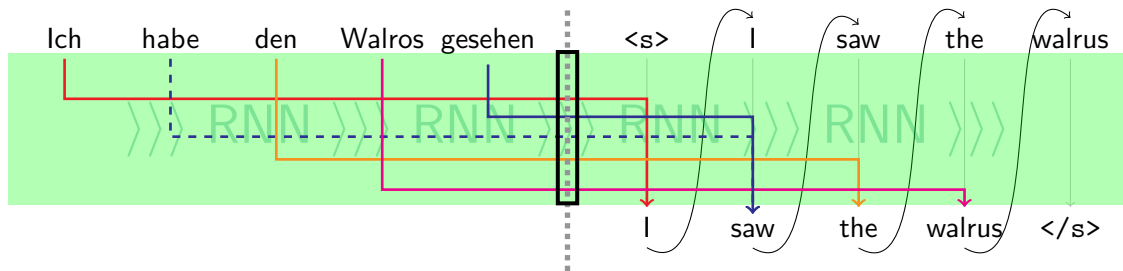 Ich habe den Walros gesehen <s> I saw the walrus
⟩⟩⟩ RNN ⟩⟩⟩ RNN ⟩⟩⟩ RNN ⟩⟩⟩ RNN ⟩⟩⟩
I saw the walrus </s>